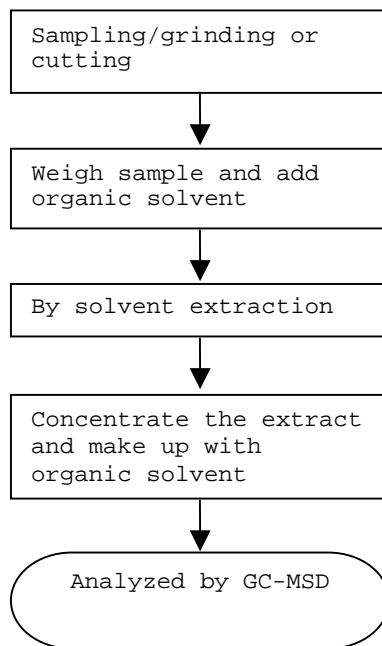 Sampling/grinding or
cutting
Weigh sample and add
organic solvent
By solvent extraction
Concentrate the extract
and make up with
organic solvent
Analyzed by GC-MSD